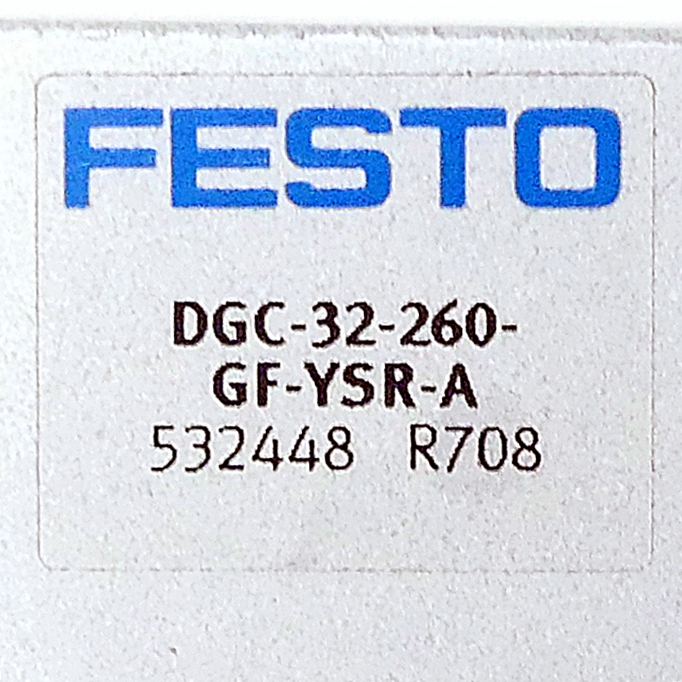 FESTO
DGC-32-260-
GF-YSR-A
532448 R708